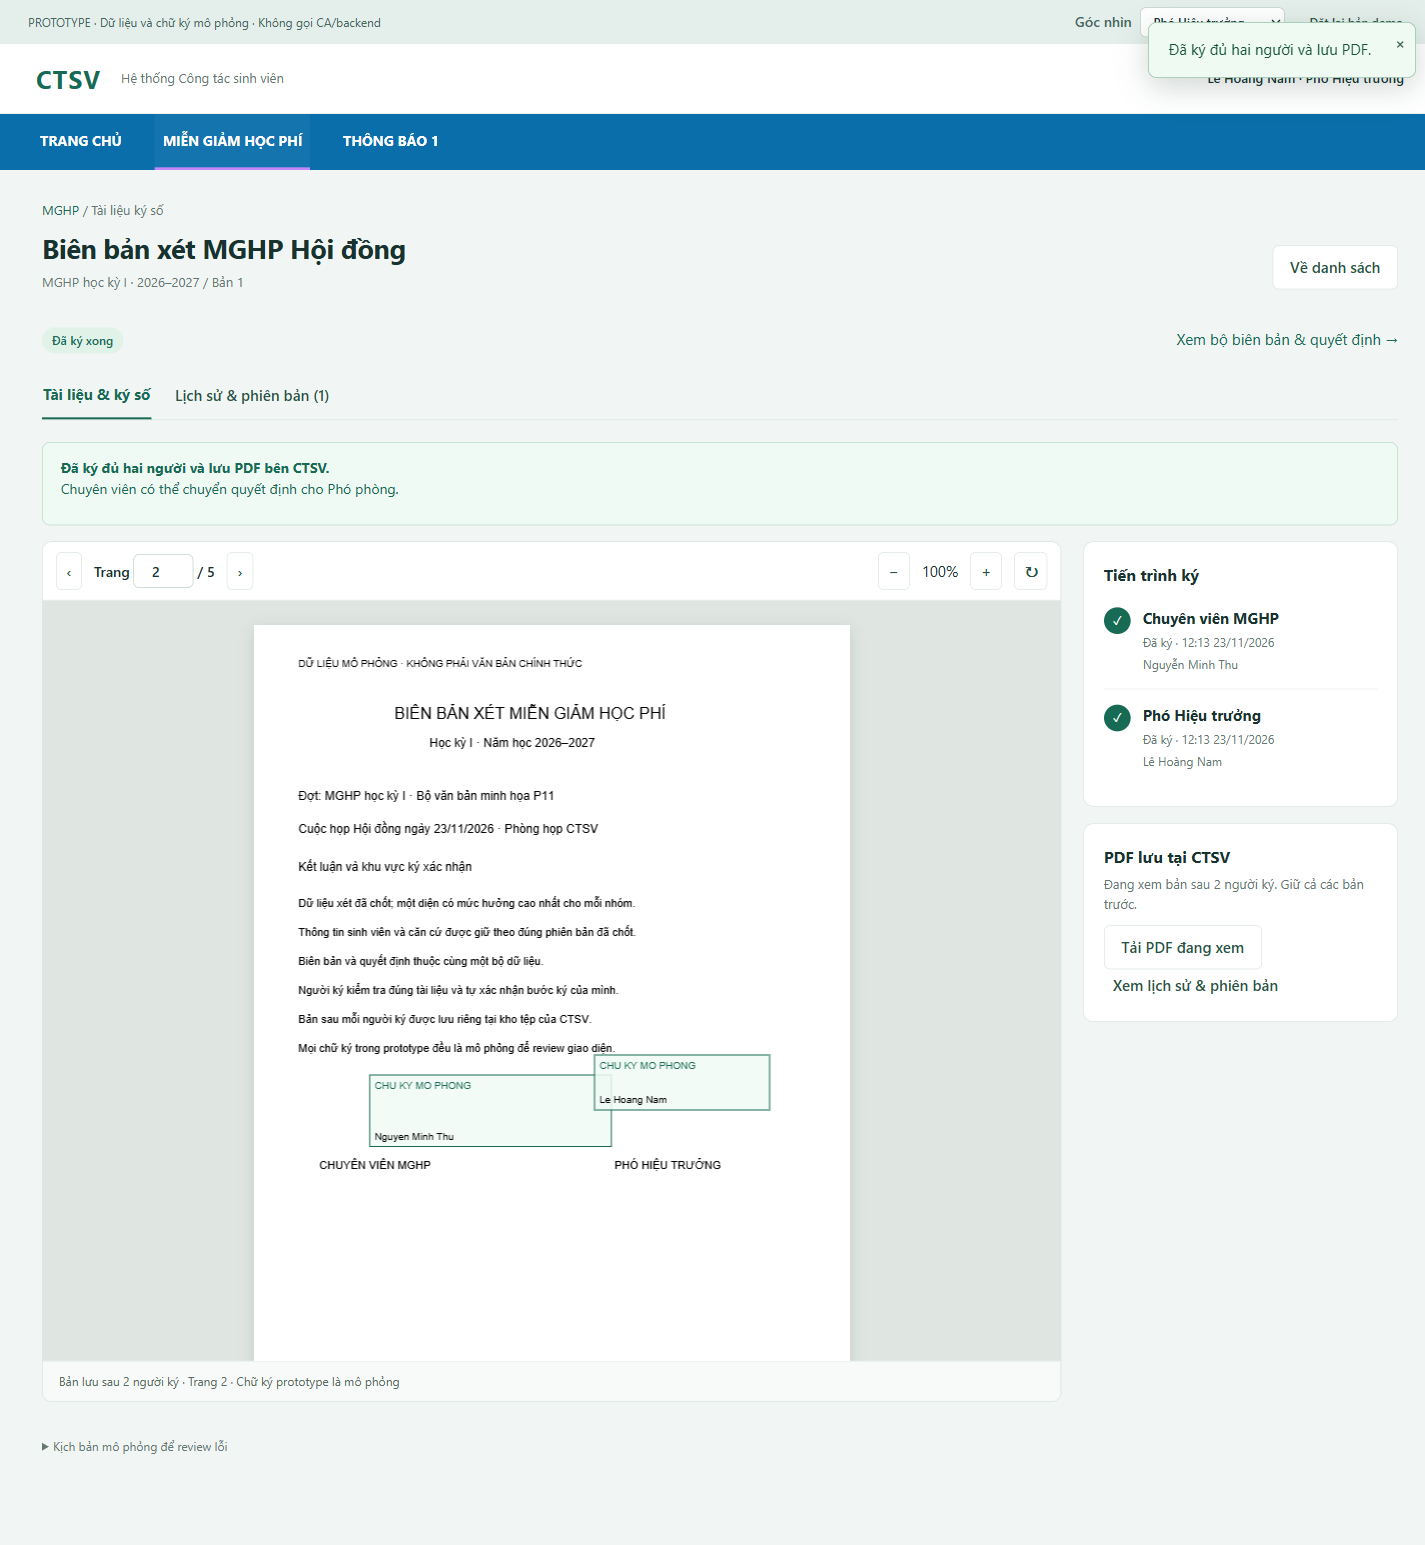 PROTOTYPE · Dữ liệu và chữ ký mô phỏng · Không gọi CA/backend
Góc nhìn
Đã ký đủ hai người và lưu PDF.
×
CTSV
Hệ thống Công tác sinh viên
Lê Hoàng Nam · Phó Hiệu trưởng
TRANG CHỦ
MIỄN GIẢM HỌC PHÍ
THÔNG BÁO 1
MGHP / Tài liệu ký số
Biên bản xét MGHP Hội đồng
MGHP học kỳ I · 2026–2027 / Bản 1
Về danh sách
Đã ký xong
Xem bộ biên bản & quyết định →
Tài liệu & ký số
Lịch sử & phiên bản (1)
Đã ký đủ hai người và lưu PDF bên CTSV.
Chuyên viên có thể chuyển quyết định cho Phó phòng.
‹ Trang 2 / 5 ›
− 100% + ↻
DỮ LIỆU MÔ PHỎNG · KHÔNG PHẢI VĂN BẢN CHÍNH THỨC
BIÊN BẢN XÉT MIỄN GIẢM HỌC PHÍ
Học kỳ I · Năm học 2026–2027
Đợt: MGHP học kỳ I · Bộ văn bản minh họa P11
Cuộc họp Hội đồng ngày 23/11/2026 · Phòng họp CTSV
Kết luận và khu vực ký xác nhận
Dữ liệu xét đã chốt; một diện có mức hưởng cao nhất cho mỗi nhóm.
Thông tin sinh viên và căn cứ được giữ theo đúng phiên bản đã chốt.
Biên bản và quyết định thuộc cùng một bộ dữ liệu.
Người ký kiểm tra đúng tài liệu và tự xác nhận bước ký của mình.
Bản sau mỗi người ký được lưu riêng tại kho tệp của CTSV.
Mọi chữ ký trong prototype đều là mô phỏng để review giao diện.
CHU KY MO PHONG
Le Hoang Nam
CHU KY MO PHONG
Nguyen Minh Thu
CHUYÊN VIÊN MGHP
PHÓ HIỆU TRƯỞNG
Bản lưu sau 2 người ký · Trang 2 · Chữ ký prototype là mô phỏng
Tiến trình ký
✓
Chuyên viên MGHP
Đã ký · 12:13 23/11/2026
Nguyễn Minh Thu
✓
Phó Hiệu trưởng
Đã ký · 12:13 23/11/2026
Lê Hoàng Nam
PDF lưu tại CTSV
Đang xem bản sau 2 người ký. Giữ cả các bản
trước.
Tải PDF đang xem
Xem lịch sử & phiên bản
▶ Kịch bản mô phỏng để review lỗi